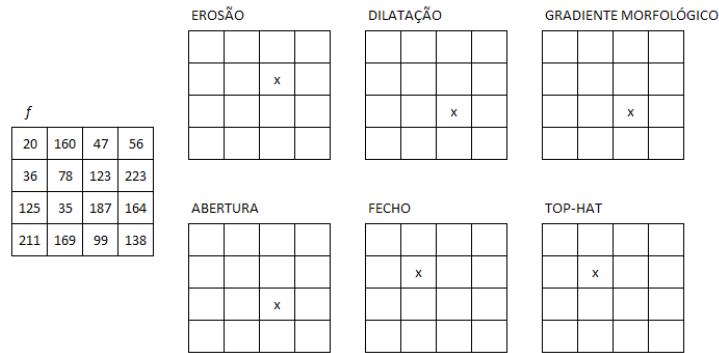 EROSÃO DILATAÇÃO GRADIENTE MORFOLÓGICO
x
x x
f
20 160 47 56
36 78 123 223
125 35 187 164
211 169 99 138
ABERTURA FECHO TOP-HAT
x x
x